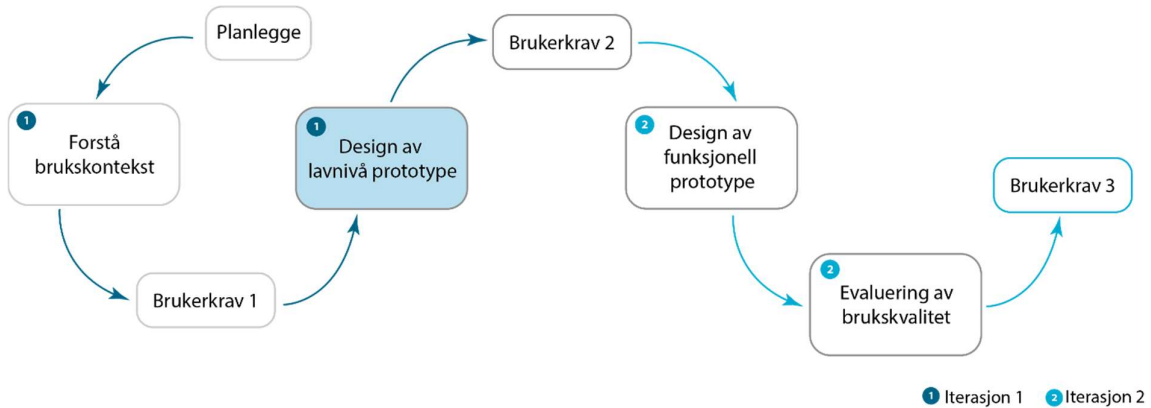 Planlegge
1
Forstå
brukskontekst
Brukerkrav 1
1
Design av
lavnivå prototype
Brukerkrav 2
2
Design av
funksjonell
prototype
2
Evaluering av
brukskvalitet
Brukerkrav 3
1 Iterasjon 1
2 Iterasjon 2